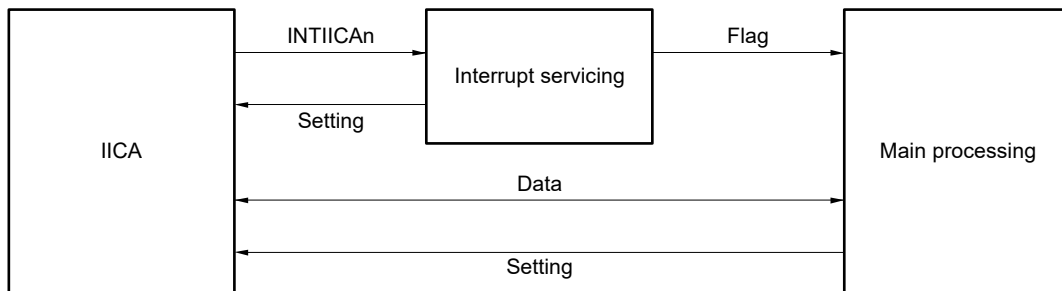 INTIICAn
Flag
Interrupt servicing
Setting
IICA
Main processing
Data
Setting